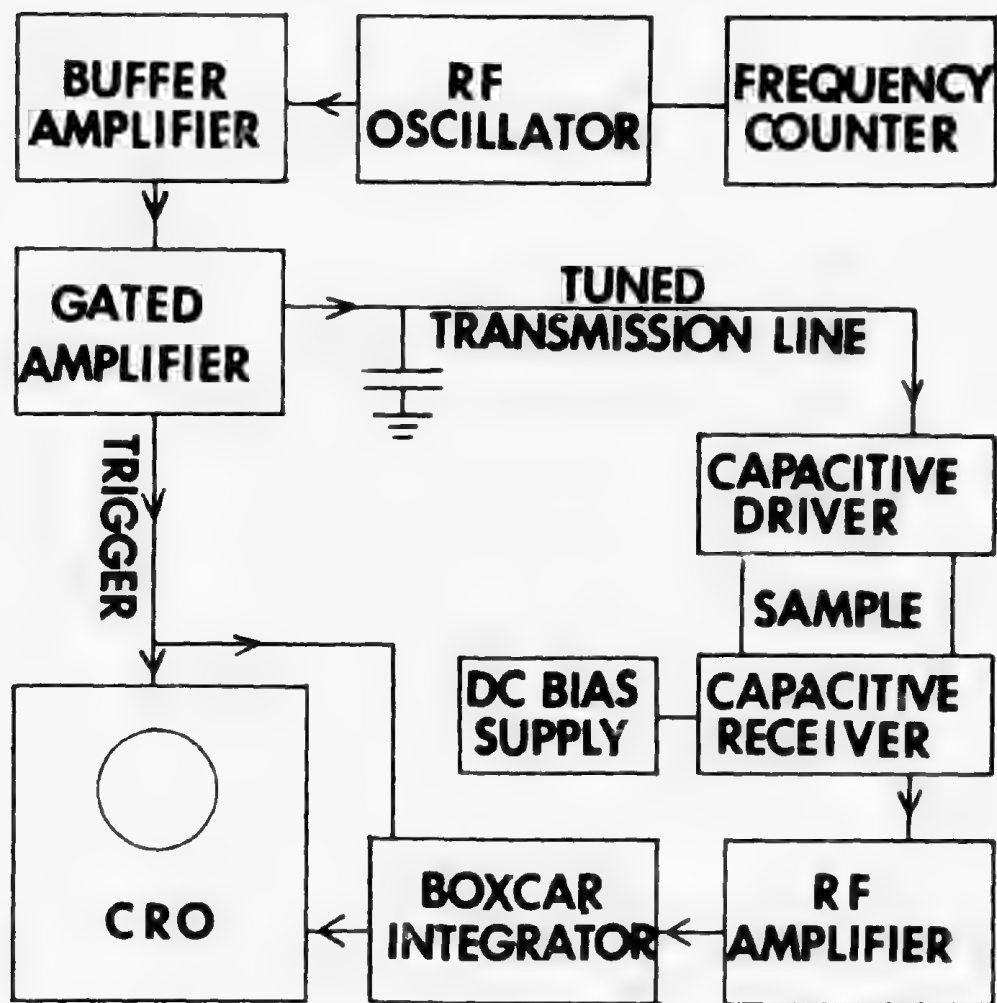 BUFFER
AMPLIFIER
RF
OSCILLATOR
FREQUENCY
COUNTER
GATED
AMPLIFIER
TUNED
TRANSMISSION LINE
TRIGGER
CAPACITIVE
DRIVER
SAMPLE
DC BIAS
SUPPLY
CAPACITIVE
RECEIVER
CRO
BOXCAR
INTEGRATOR
RF
AMPLIFIER